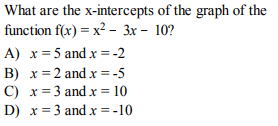 What are the x-intercepts of the graph of the
function f(x) = x² – 3x – 10?
A) x = 5 and x = -2
B) x = 2 and x = -5
C) x = 3 and x = 10
D) x = 3 and x = -10